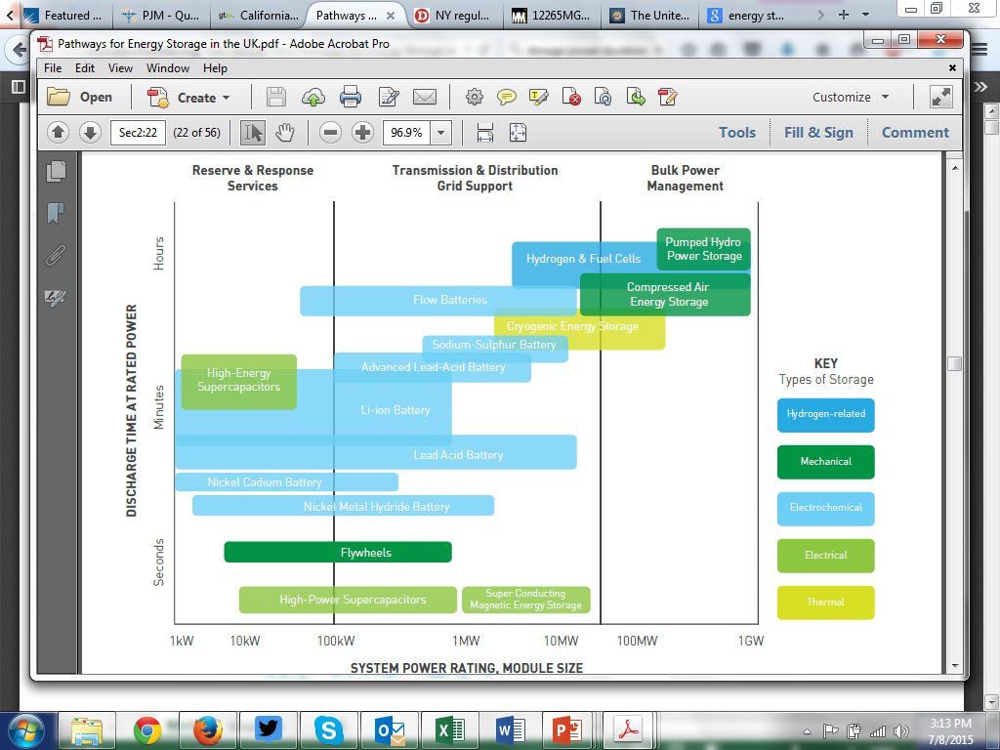 Featured ...
PJM - Qu...
gtm: California...
Pathways ...
NY regul...
12265MG...
The Unite...
energy st...
Pathways for Energy Storage in the UK.pdf - Adobe Acrobat Pro
File Edit View Window Help
Open Create Customize
Sec2:22 (22 of 56) 96.9% Tools Fill & Sign Comment
Reserve & Response
Services
Transmission & Distribution
Grid Support
Bulk Power
Management
DISCHARGE TIME AT RATED POWER
Hours
Minutes
Seconds
Pumped Hydro
Power Storage
Hydrogen & Fuel Cells
Compressed Air
Energy Storage
Flow Batteries
Cryogenic Energy Storage
Sodium-Sulphur Battery
Advanced Lead-Acid Battery
High-Energy
Supercapacitors
Li-ion Battery
Lead Acid Battery
Nickel Cadium Battery
Nickel Metal Hydride Battery
Flywheels
High-Power Supercapacitors
Super Conducting
Magnetic Energy Storage
1kW 10kW 100kW 1MW 10MW 100MW 1GW
SYSTEM POWER RATING, MODULE SIZE
KEY
Types of Storage
Hydrogen-related
Mechanical
Electrochemical
Electrical
Thermal
3:13 PM
7/8/2015